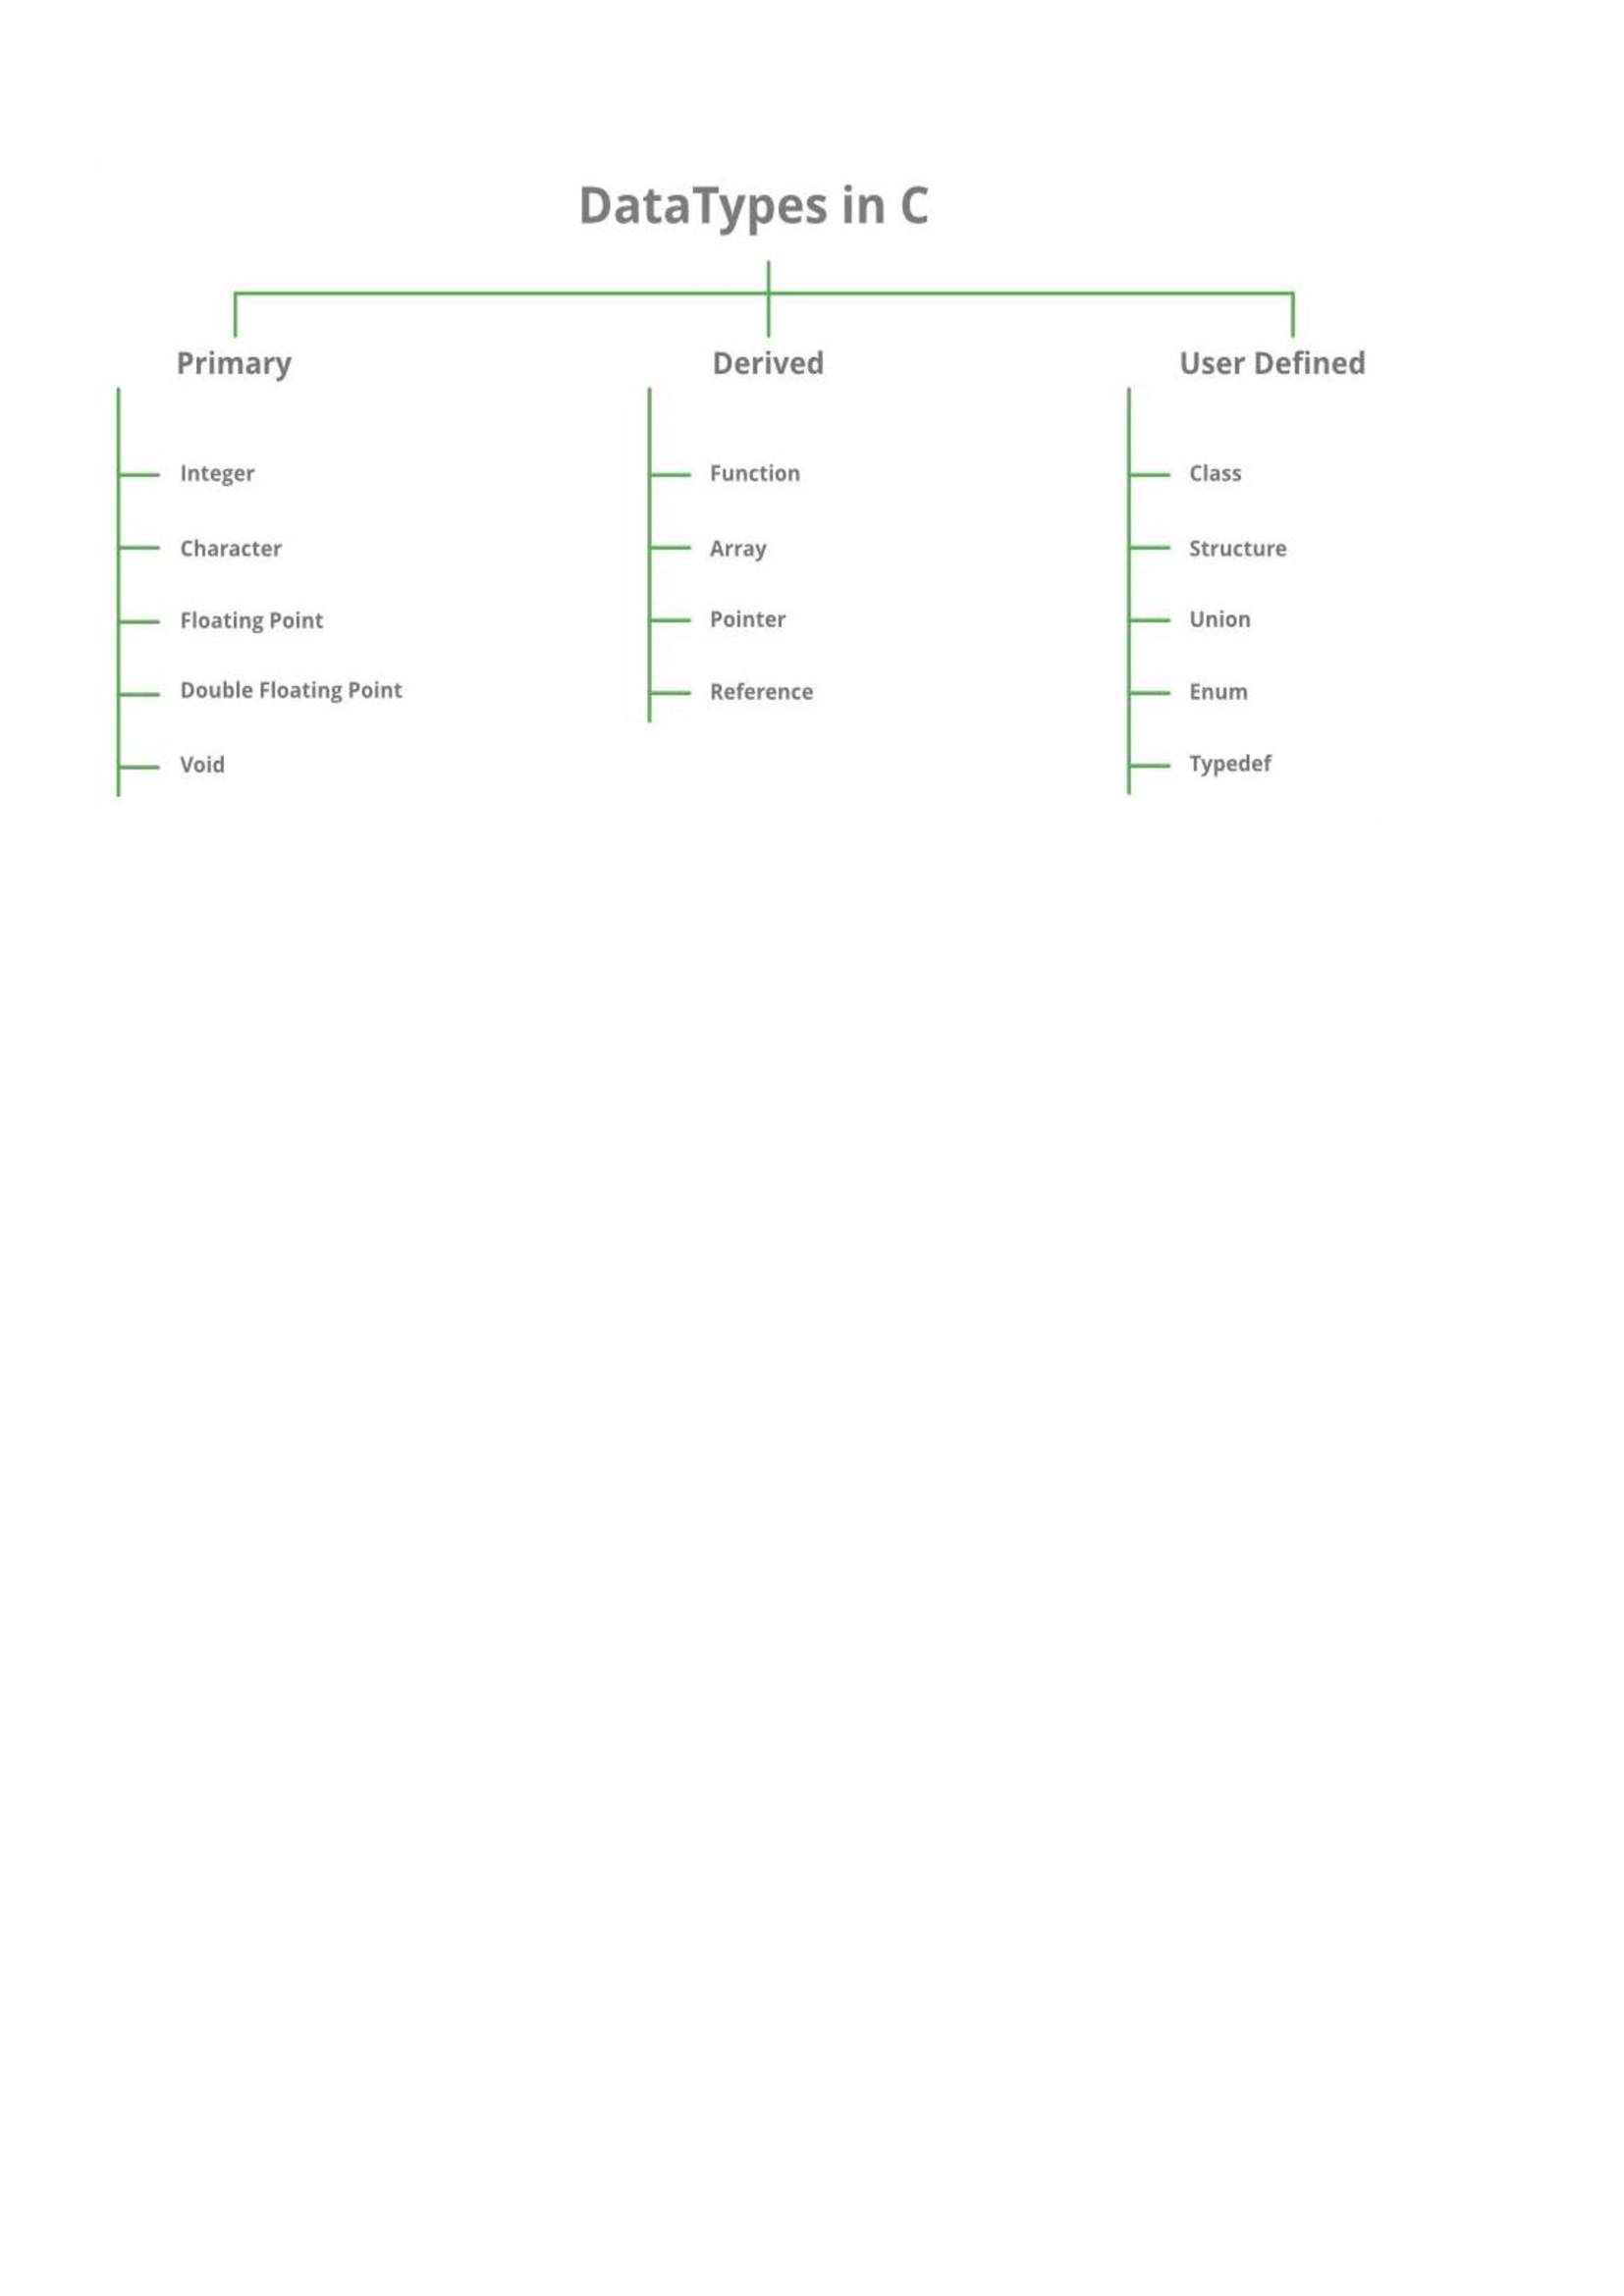 DataTypes in C
Primary
Integer
Character
Floating Point
Double Floating Point
Void
Derived
Function
Array
Pointer
Reference
User Defined
Class
Structure
Union
Enum
Typedef